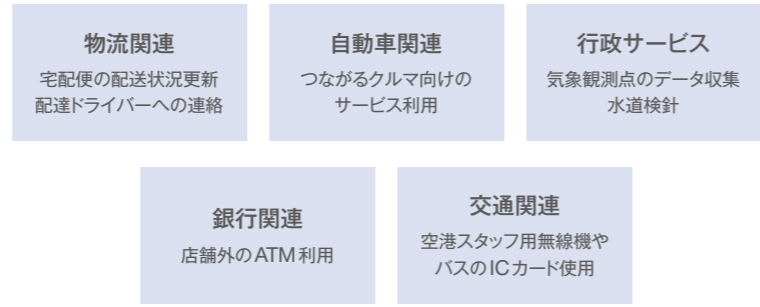 物流関連
宅配便の配送状況更新
配達ドライバーへの連絡
自動車関連
つながるクルマ向けの
サービス利用
行政サービス
気象観測点のデータ収集
水道検針
銀行関連
店舗外のATM利用
交通関連
空港スタッフ用無線機や
バスのICカード使用